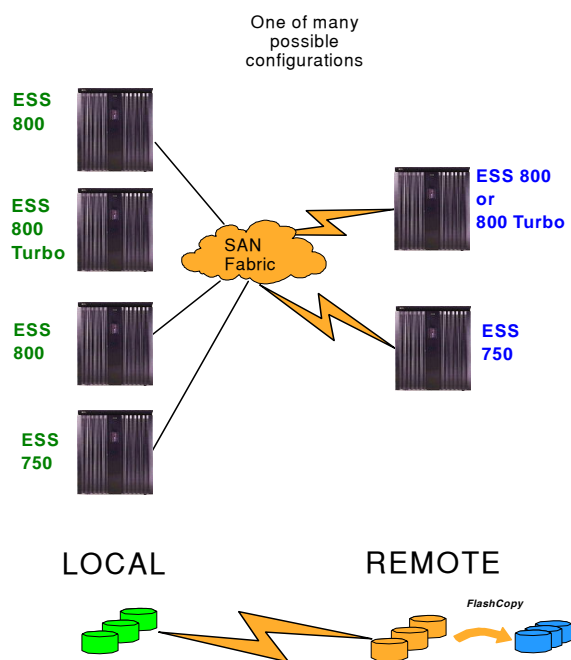 One of many
possible
configurations
ESS
800
ESS
800
Turbo
ESS
800
ESS
750
SAN
Fabric
ESS 800
or
800 Turbo
ESS
750
LOCAL
REMOTE
FlashCopy